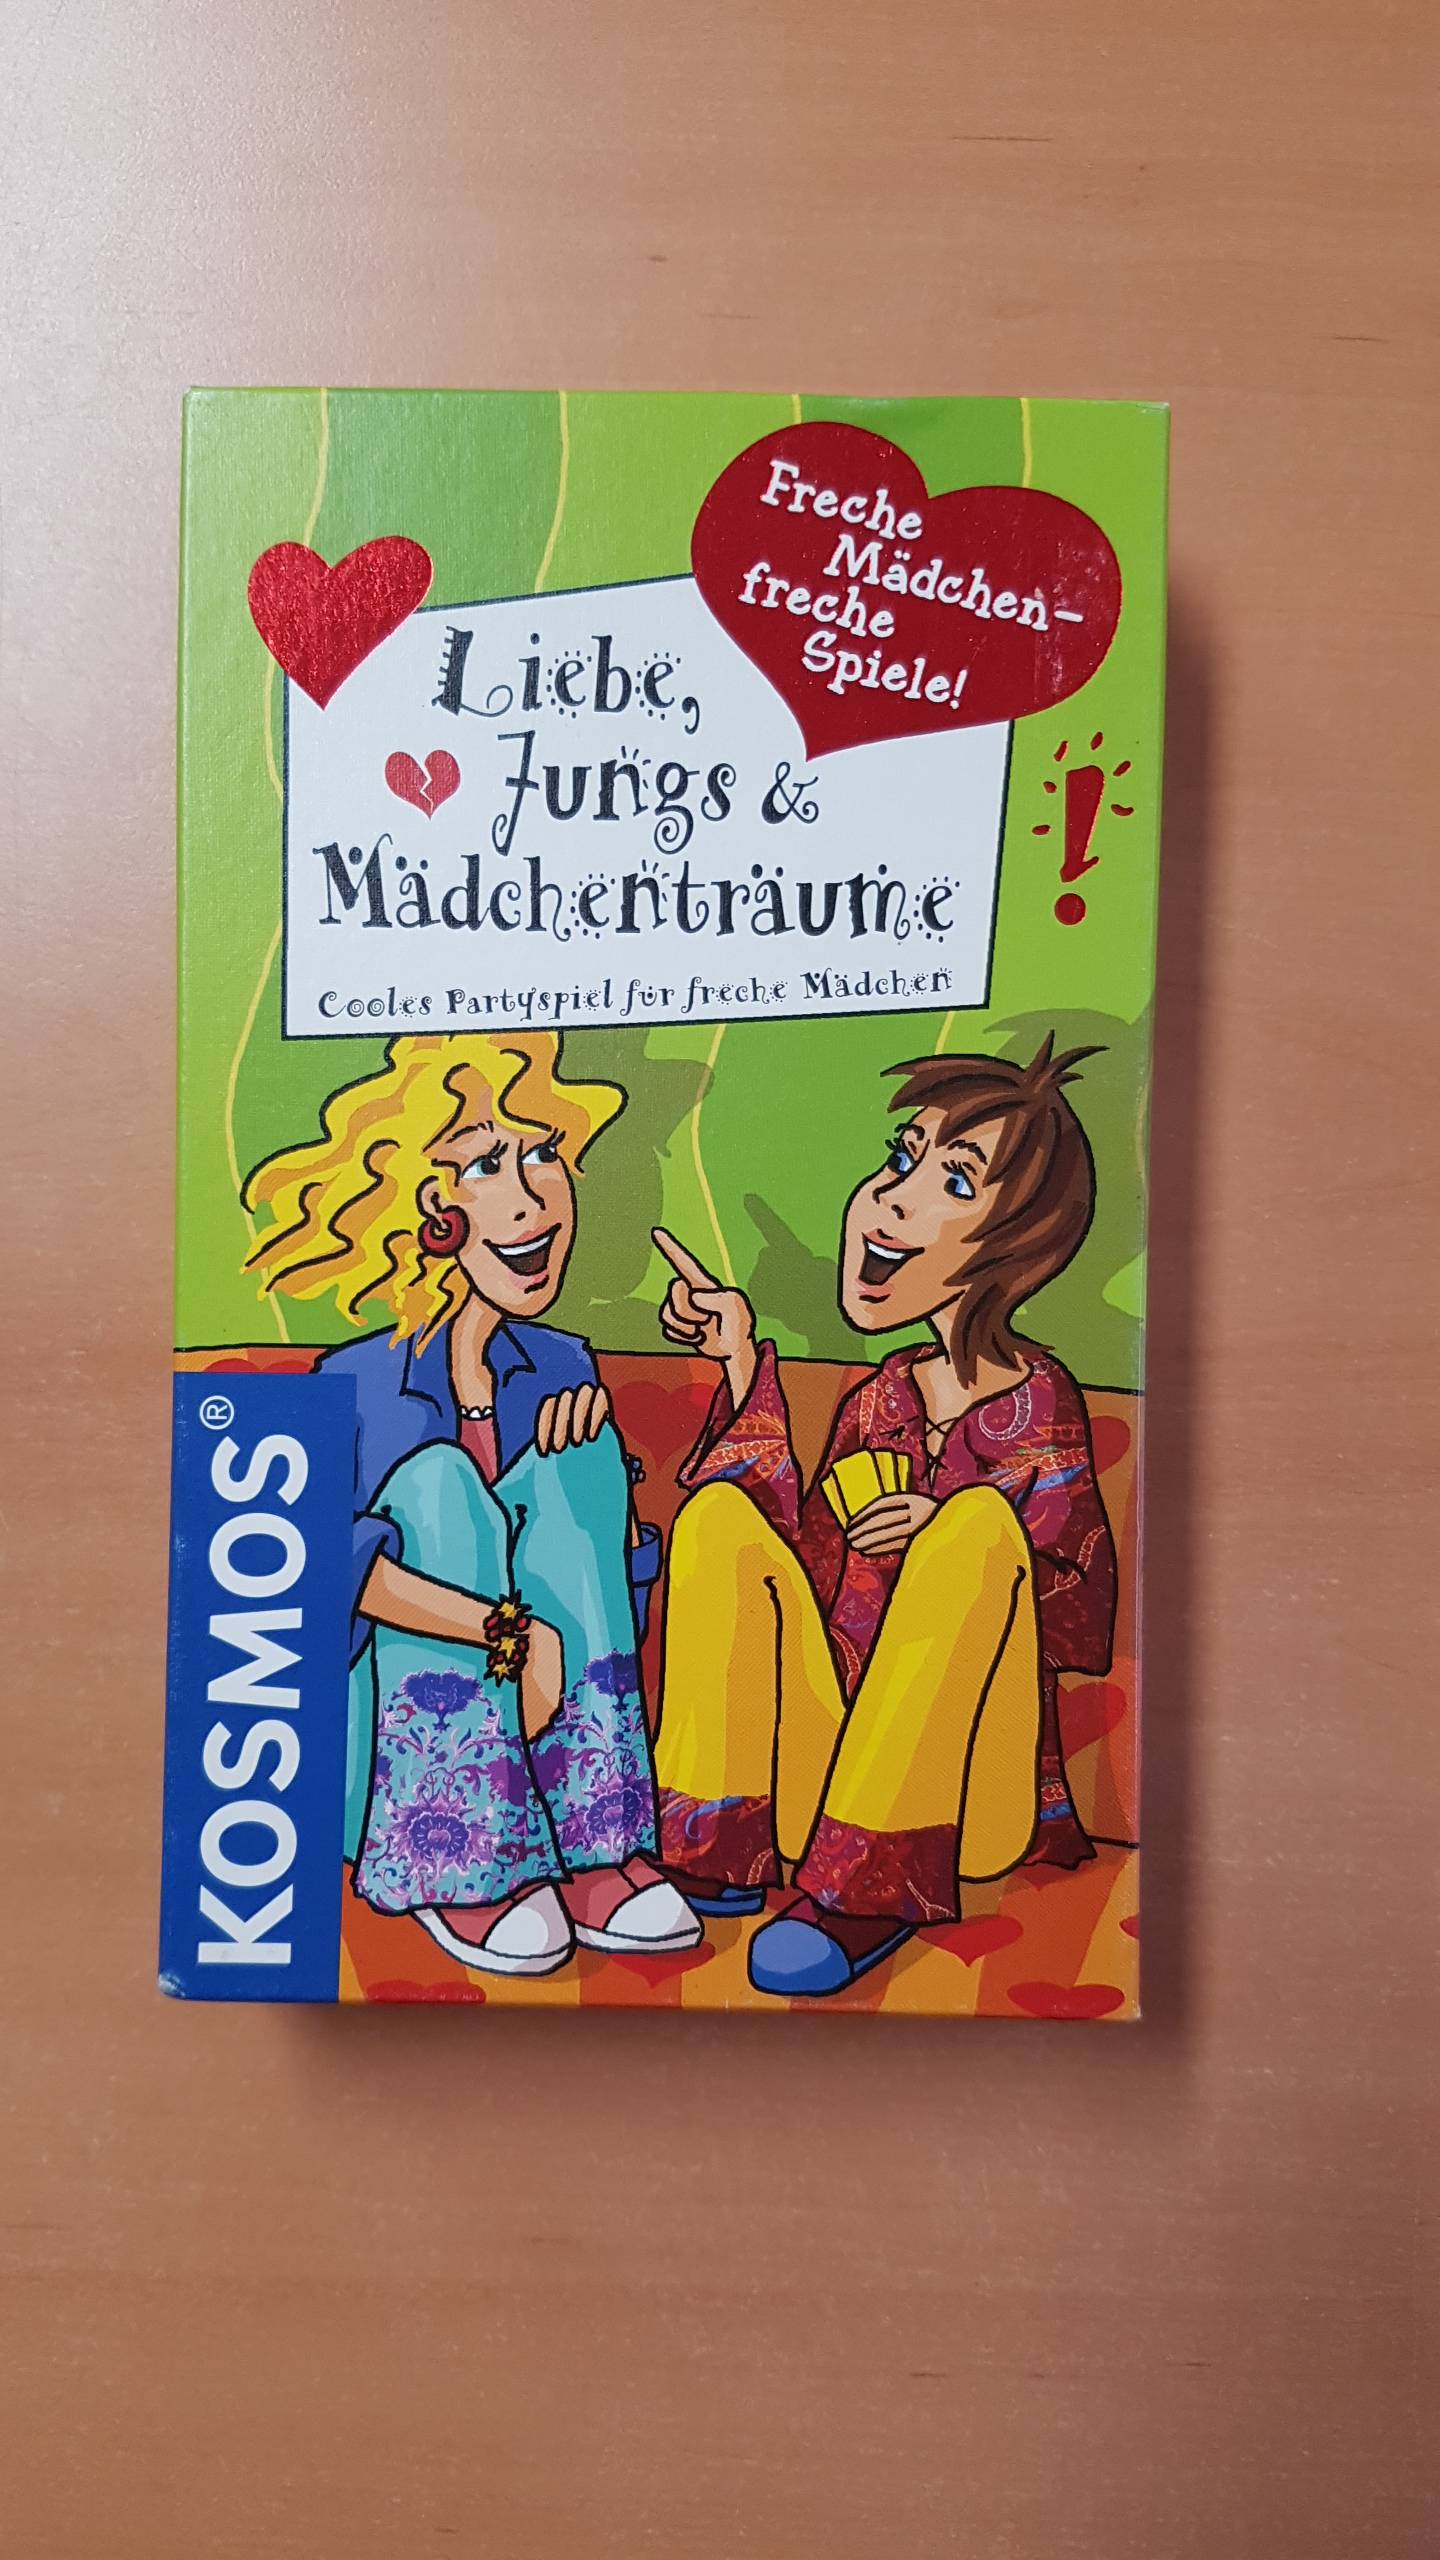 Freche
Mädchen-
freche
Spiele!
Liebe,
Jungs &
Mädchenträume
Cooles Partyspiel für freche Mädchen
KOSMOS®